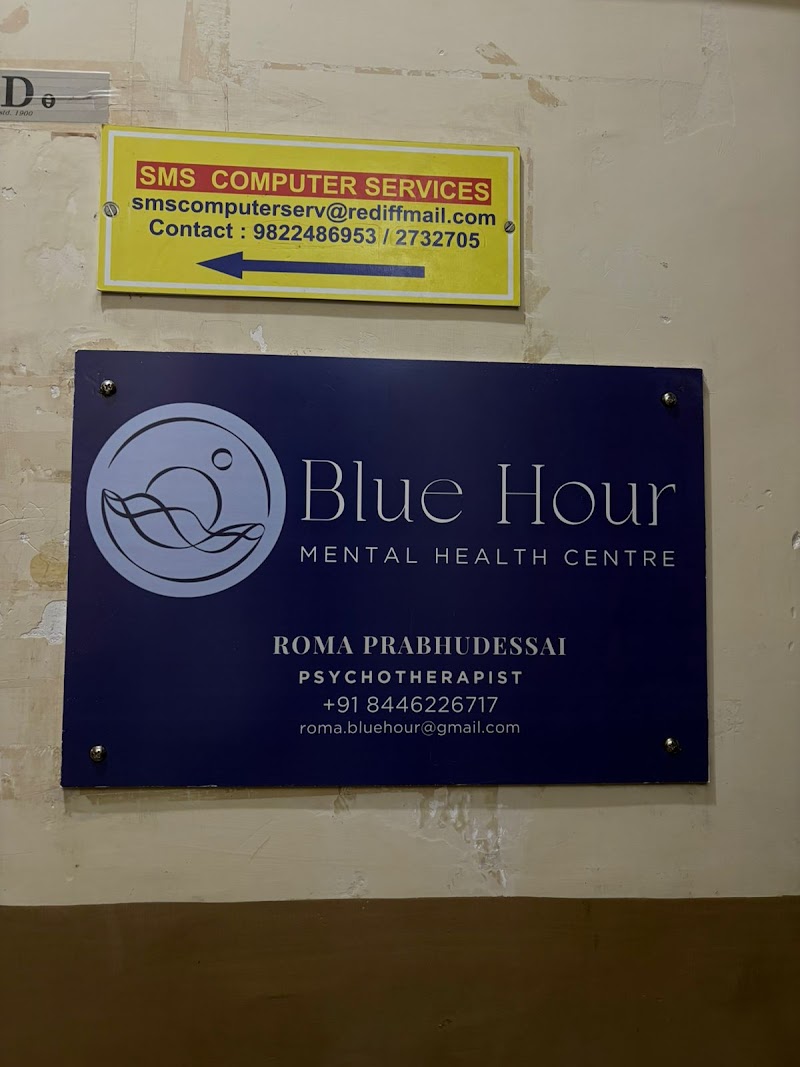 D
SMS COMPUTER SERVICES
smscomputerserv@rediffmail.com
Contact : 9822486953 / 2732705
Blue Hour
MENTAL HEALTH CENTRE
ROMA PRABHUDESSAI
PSYCHOTHERAPIST
+91 8446226717
roma.bluehour@gmail.com